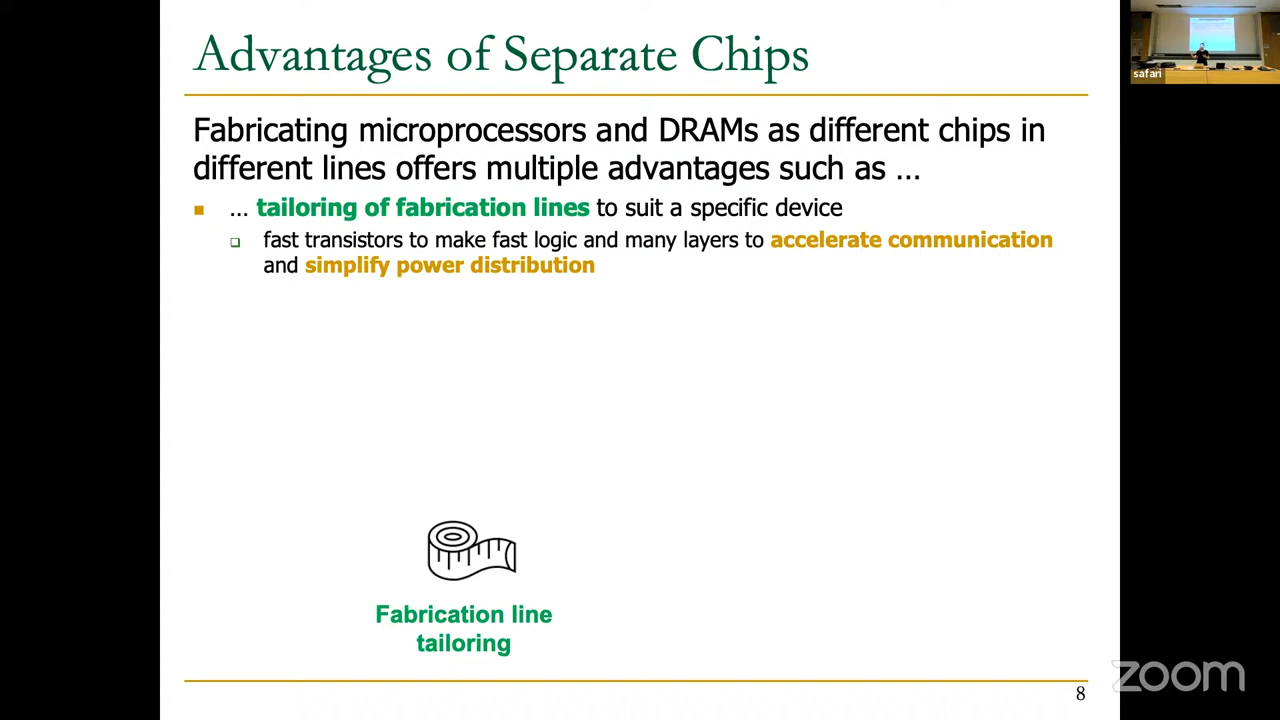 Advantages of Separate Chips
safari
Fabricating microprocessors and DRAMs as different chips in
different lines offers multiple advantages such as …
… tailoring of fabrication lines to suit a specific device
fast transistors to make fast logic and many layers to accelerate communication
and simplify power distribution
Fabrication line
tailoring
8
zoom